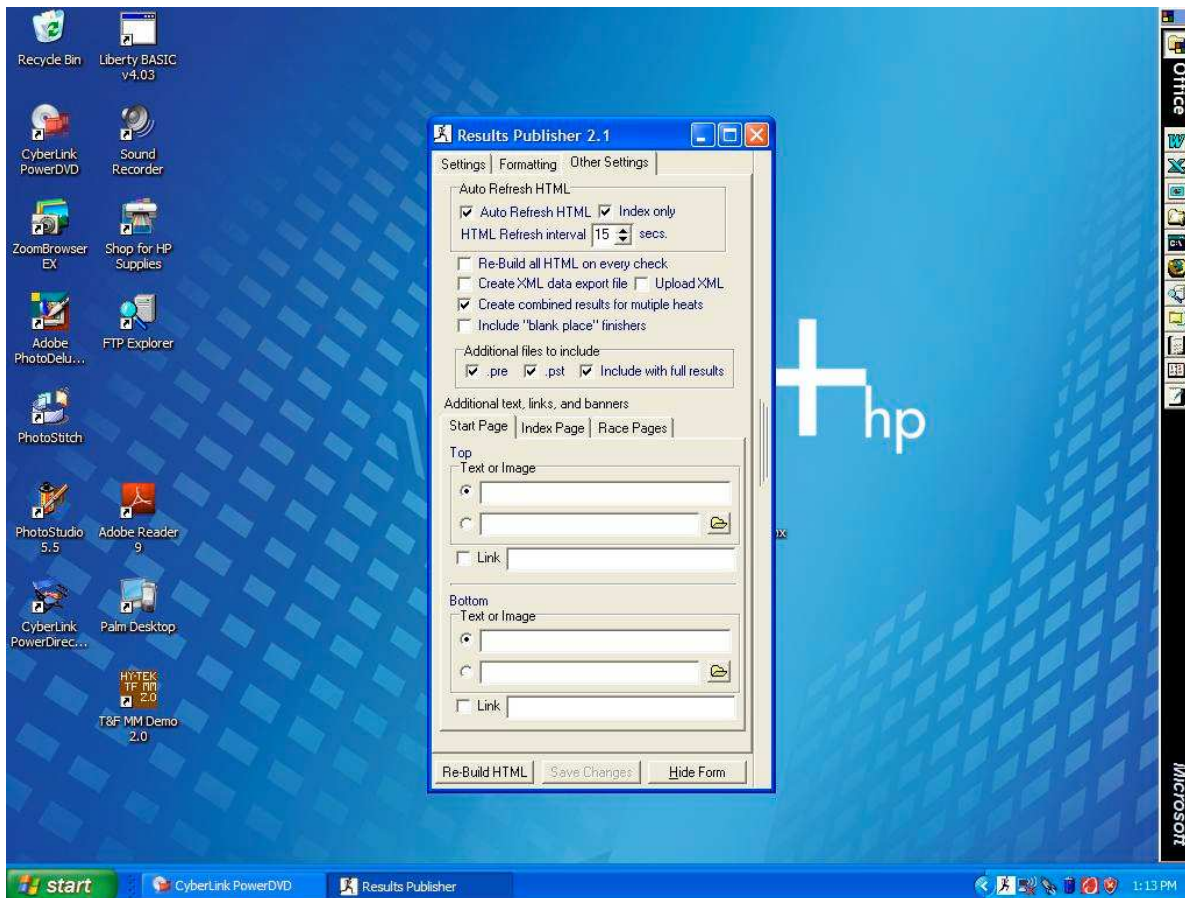 Recycle Bin
Liberty BASIC
v4.03
CyberLink
PowerDVD
Sound
Recorder
ZoomBrowser
EX
Shop for HP
Supplies
Adobe
PhotoDelu...
FTP Explorer
PhotoStitch
PhotoStudio
5.5
Adobe Reader
9
CyberLink
PowerDirec...
Palm Desktop
HY-TEK
TF MM
2.0
T&F MM Demo
2.0
Results Publisher 2.1
Settings Formatting Other Settings
Auto Refresh HTML
Auto Refresh HTML Index only
HTML Refresh interval 15 secs.
Re-Build all HTML on every check
Create XML data export file Upload XML
Create combined results for mutiple heats
Include "blank place" finishers
Additional files to include
.pre .pst Include with full results
Additional text, links, and banners
Start Page Index Page Race Pages
Top
Text or Image
Link
Bottom
Text or Image
Link
Re-Build HTML Save Changes Hide Form
hp
Office
Microsoft
start CyberLink PowerDVD Results Publisher 1:13 PM